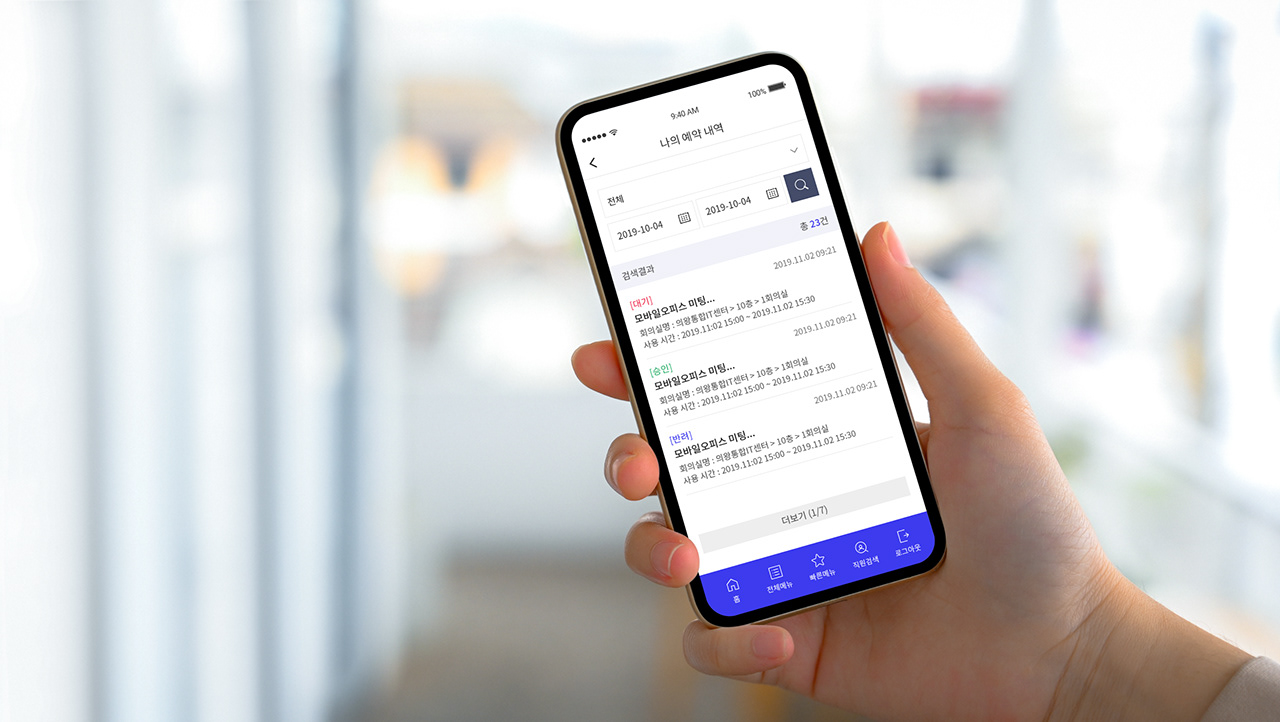 9:40 AM
100%
나의 예약 내역
전체
2019-10-04
2019-10-04
검색결과
총 23건
[대기]
2019.11.02 09:21
모바일오피스 미팅...
회의실명 : 의왕통합IT센터 > 10층 > 1회의실
사용 시간 : 2019.11:02 15:00 ~ 2019.11.02 15:30
[승인]
2019.11.02 09:21
모바일오피스 미팅...
회의실명 : 의왕통합IT센터 > 10층 > 1회의실
사용 시간 : 2019.11:02 15:00 ~ 2019.11.02 15:30
[반려]
2019.11.02 09:21
모바일오피스 미팅...
회의실명 : 의왕통합IT센터 > 10층 > 1회의실
사용 시간 : 2019.11:02 15:00 ~ 2019.11.02 15:30
더보기 (1/7)
홈
전체메뉴
빠른메뉴
직원검색
로그아웃